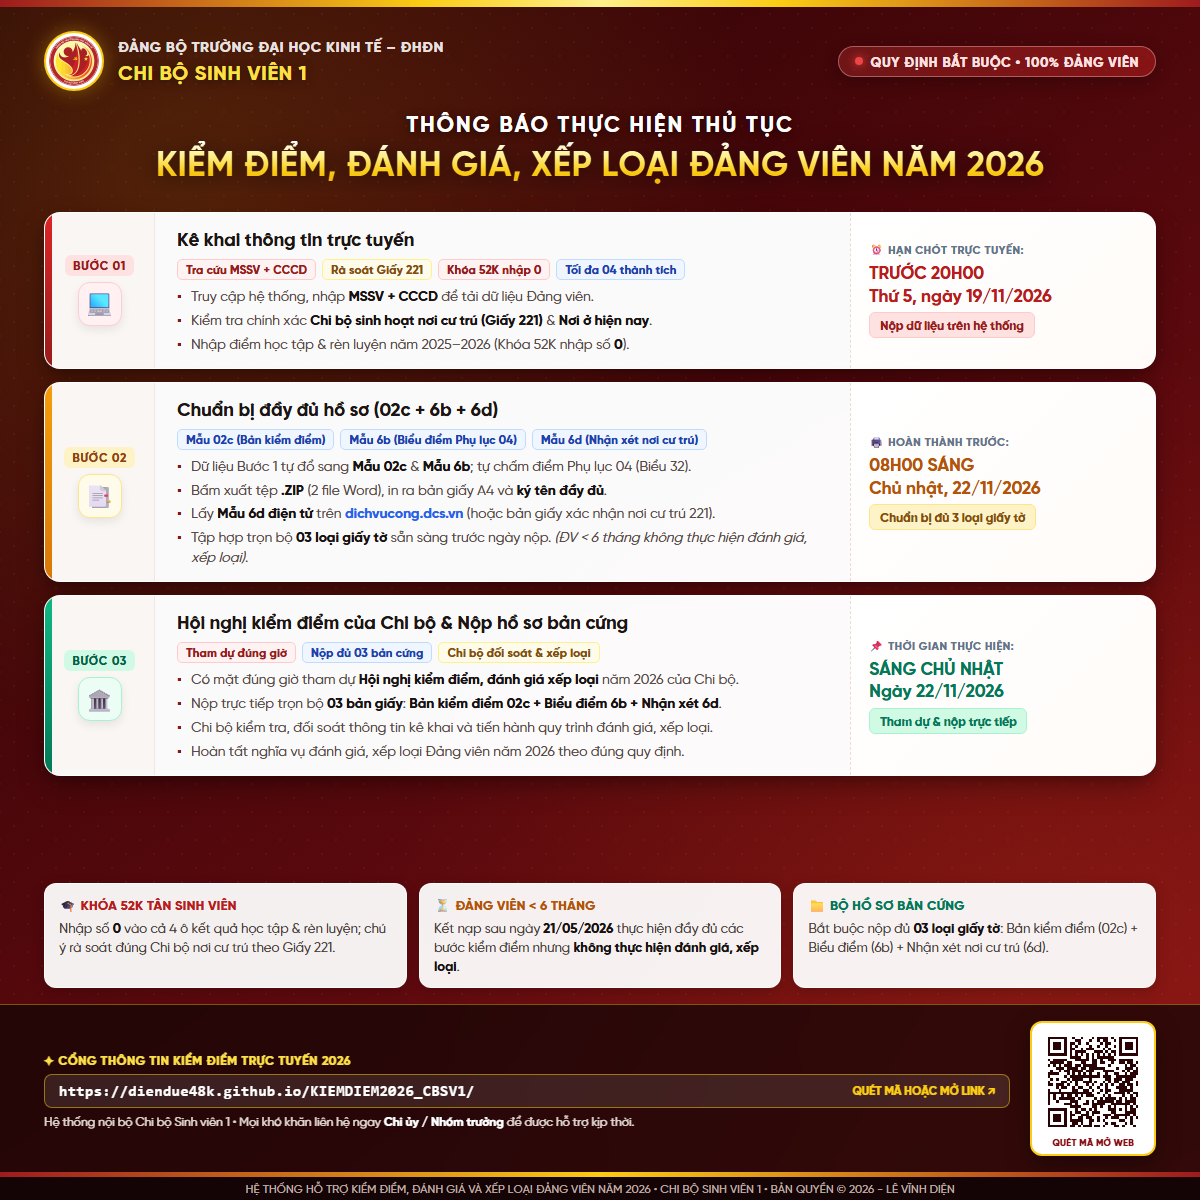 ĐẢNG BỘ TRƯỜNG ĐẠI HỌC KINH TẾ – ĐHĐN
CHI BỘ SINH VIÊN 1
QUY ĐỊNH BẮT BUỘC • 100% ĐẢNG VIÊN
THÔNG BÁO THỰC HIỆN THỦ TỤC
KIỂM ĐIỂM, ĐÁNH GIÁ, XẾP LOẠI ĐẢNG VIÊN NĂM 2026
BƯỚC 01
Kê khai thông tin trực tuyến
Tra cứu MSSV + CCCD
Rà soát Giấy 221
Khóa 52K nhập 0
Tối đa 04 thành tích
▪ Truy cập hệ thống, nhập MSSV + CCCD để tải dữ liệu Đảng viên.
▪ Kiểm tra chính xác Chi bộ sinh hoạt nơi cư trú (Giấy 221) & Nơi ở hiện nay.
▪ Nhập điểm học tập & rèn luyện năm 2025–2026 (Khóa 52K nhập số 0).
HẠN CHÓT TRỰC TUYẾN:
TRƯỚC 20H00
Thứ 5, ngày 19/11/2026
Nộp dữ liệu trên hệ thống
BƯỚC 02
Chuẩn bị đầy đủ hồ sơ (02c + 6b + 6d)
Mẫu 02c (Bản kiểm điểm)
Mẫu 6b (Biểu điểm Phụ lục 04)
Mẫu 6d (Nhận xét nơi cư trú)
▪ Dữ liệu Bước 1 tự đổ sang Mẫu 02c & Mẫu 6b; tự chấm điểm Phụ lục 04 (Biểu 32).
▪ Bấm xuất tệp .ZIP (2 file Word), in ra bản giấy A4 và ký tên đầy đủ.
▪ Lấy Mẫu 6d điện tử trên dichvucong.dcs.vn (hoặc bản giấy xác nhận nơi cư trú 221).
▪ Tập hợp trọn bộ 03 loại giấy tờ sẵn sàng trước ngày nộp. (ĐV < 6 tháng không thực hiện đánh giá,
xếp loại).
HOÀN THÀNH TRƯỚC:
08H00 SÁNG
Chủ nhật, 22/11/2026
Chuẩn bị đủ 3 loại giấy tờ
BƯỚC 03
Hội nghị kiểm điểm của Chi bộ & Nộp hồ sơ bản cứng
Tham dự đúng giờ
Nộp đủ 03 bản cứng
Chi bộ đối soát & xếp loại
▪ Có mặt đúng giờ tham dự Hội nghị kiểm điểm, đánh giá xếp loại năm 2026 của Chi bộ.
▪ Nộp trực tiếp trọn bộ 03 bản giấy: Bản kiểm điểm 02c + Biểu điểm 6b + Nhận xét 6d.
▪ Chi bộ kiểm tra, đối soát thông tin kê khai và tiến hành quy trình đánh giá, xếp loại.
▪ Hoàn tất nghĩa vụ đánh giá, xếp loại Đảng viên năm 2026 theo đúng quy định.
THỜI GIAN THỰC HIỆN:
SÁNG CHỦ NHẬT
Ngày 22/11/2026
Tham dự & nộp trực tiếp
KHÓA 52K TÂN SINH VIÊN
Nhập số 0 vào cả 4 ô kết quả học tập & rèn luyện; chú
ý rà soát đúng Chi bộ nơi cư trú theo Giấy 221.
ĐẢNG VIÊN < 6 THÁNG
Kết nạp sau ngày 21/05/2026 thực hiện đầy đủ các
bước kiểm điểm nhưng không thực hiện đánh giá, xếp
loại.
BỘ HỒ SƠ BẢN CỨNG
Bắt buộc nộp đủ 03 loại giấy tờ: Bản kiểm điểm (02c) +
Biểu điểm (6b) + Nhận xét nơi cư trú (6d).
✦ CỔNG THÔNG TIN KIỂM ĐIỂM TRỰC TUYẾN 2026
https://diendue48k.github.io/KIEMDIEM2026_CBSV1/
QUÉT MÃ HOẶC MỞ LINK ↗
Hệ thống nội bộ Chi bộ Sinh viên 1 • Mọi khó khăn liên hệ ngay Chi ủy / Nhóm trưởng để được hỗ trợ kịp thời.
QUÉT MÃ MỞ WEB
HỆ THỐNG HỖ TRỢ KIỂM ĐIỂM, ĐÁNH GIÁ VÀ XẾP LOẠI ĐẢNG VIÊN NĂM 2026 • CHI BỘ SINH VIÊN 1 • BẢN QUYỀN © 2026 – LÊ VĨNH DIỆN